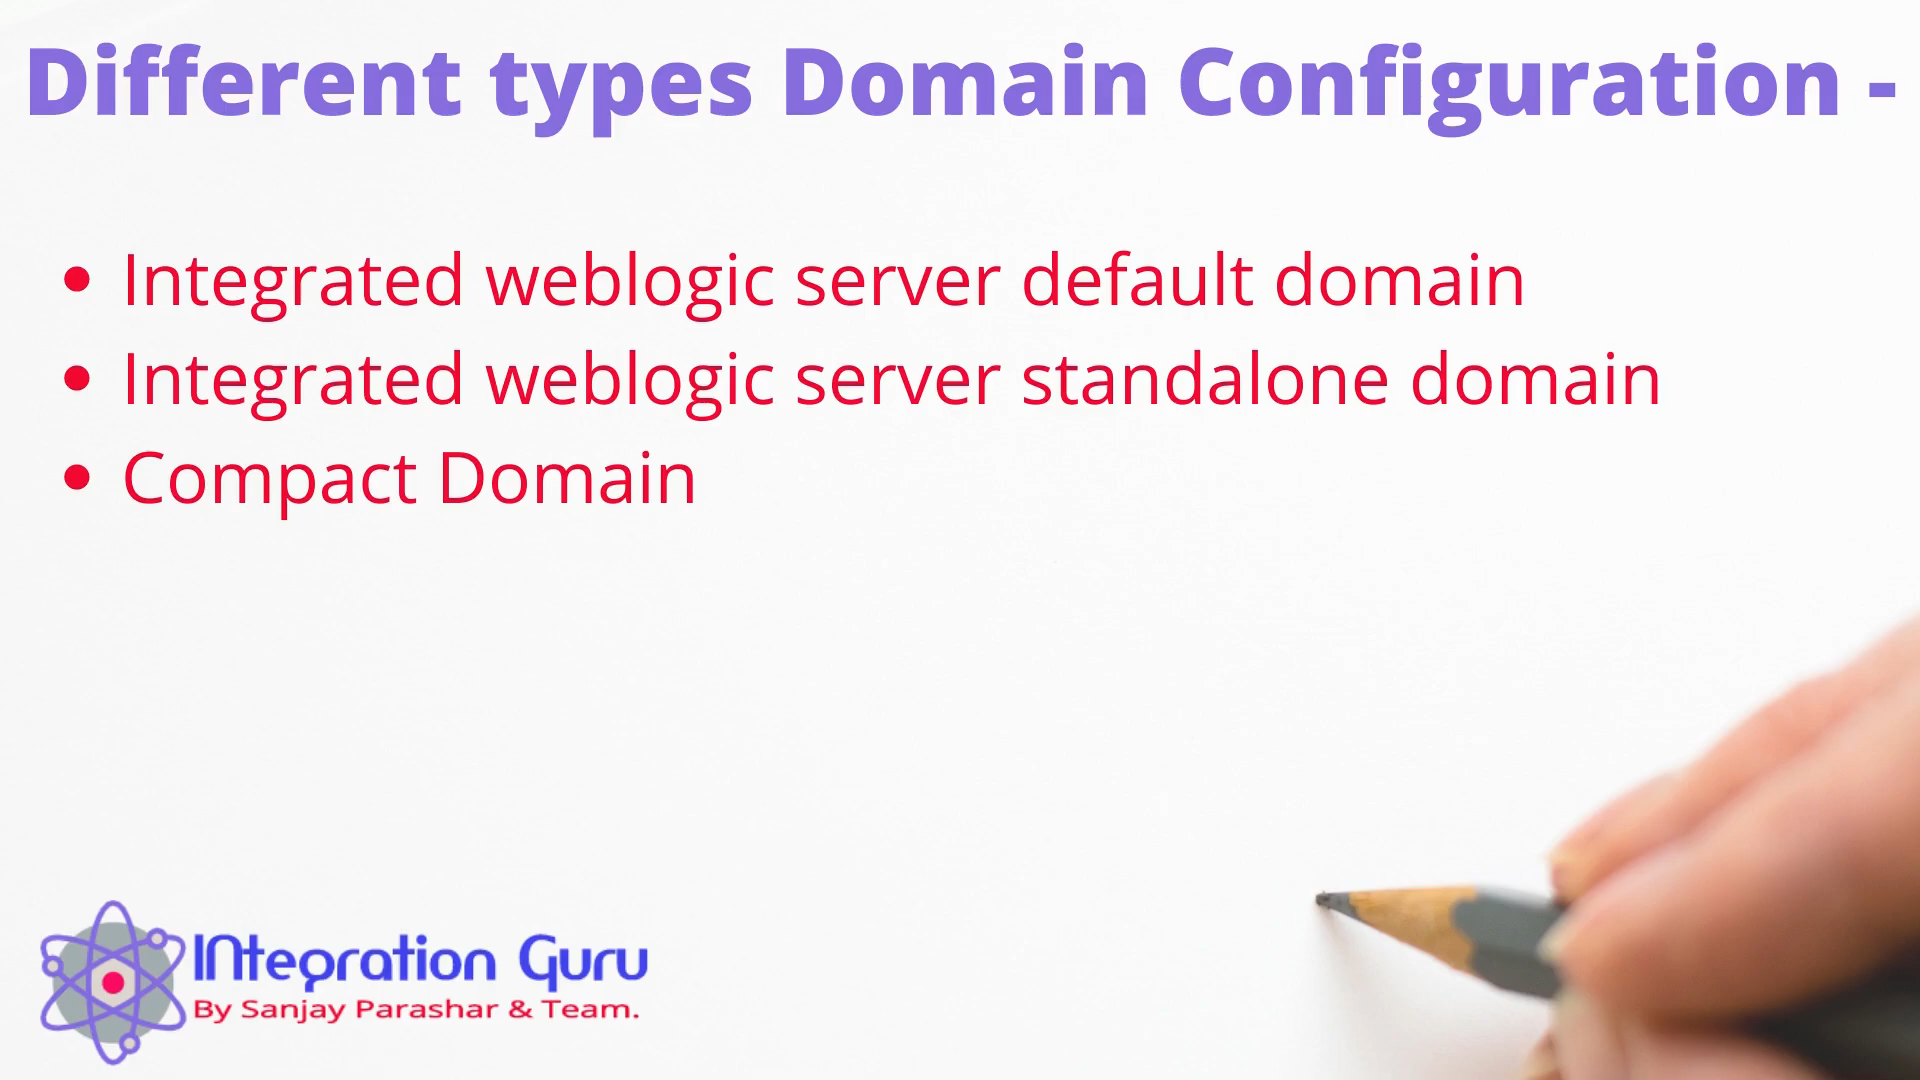 Different types Domain Configuration -
• Integrated weblogic server default domain
• Integrated weblogic server standalone domain
• Compact Domain
Integration Guru
By Sanjay Parashar & Team.